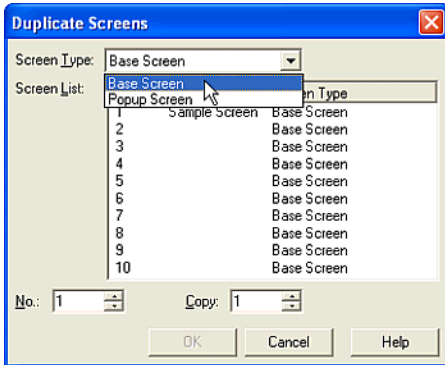 Duplicate Screens
Screen Type: Base Screen
Screen List: Base Screen
Popup Screen
en Type
1 Sample Screen Base Screen
2 Base Screen
3 Base Screen
4 Base Screen
5 Base Screen
6 Base Screen
7 Base Screen
8 Base Screen
9 Base Screen
10 Base Screen
No.: 1 Copy: 1
OK Cancel Help